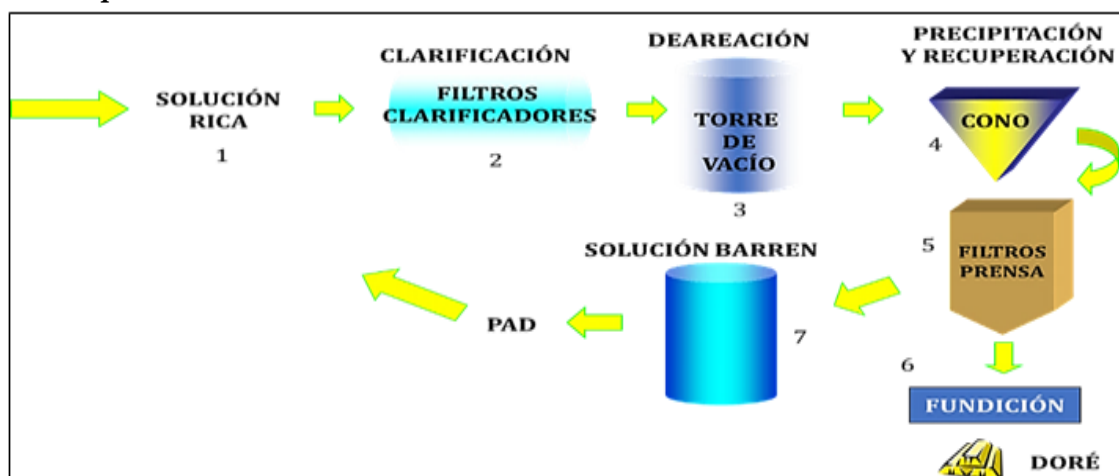 SOLUCIÓN
RICA
1
CLARIFICACIÓN
FILTROS
CLARIFICADORES
2
DEAREACIÓN
TORRE
DE
VACÍO
3
PRECIPITACIÓN
Y RECUPERACIÓN
CONO
4
5
FILTROS
PRENSA
6
FUNDICIÓN
DORÉ
SOLUCIÓN BARREN
7
PAD